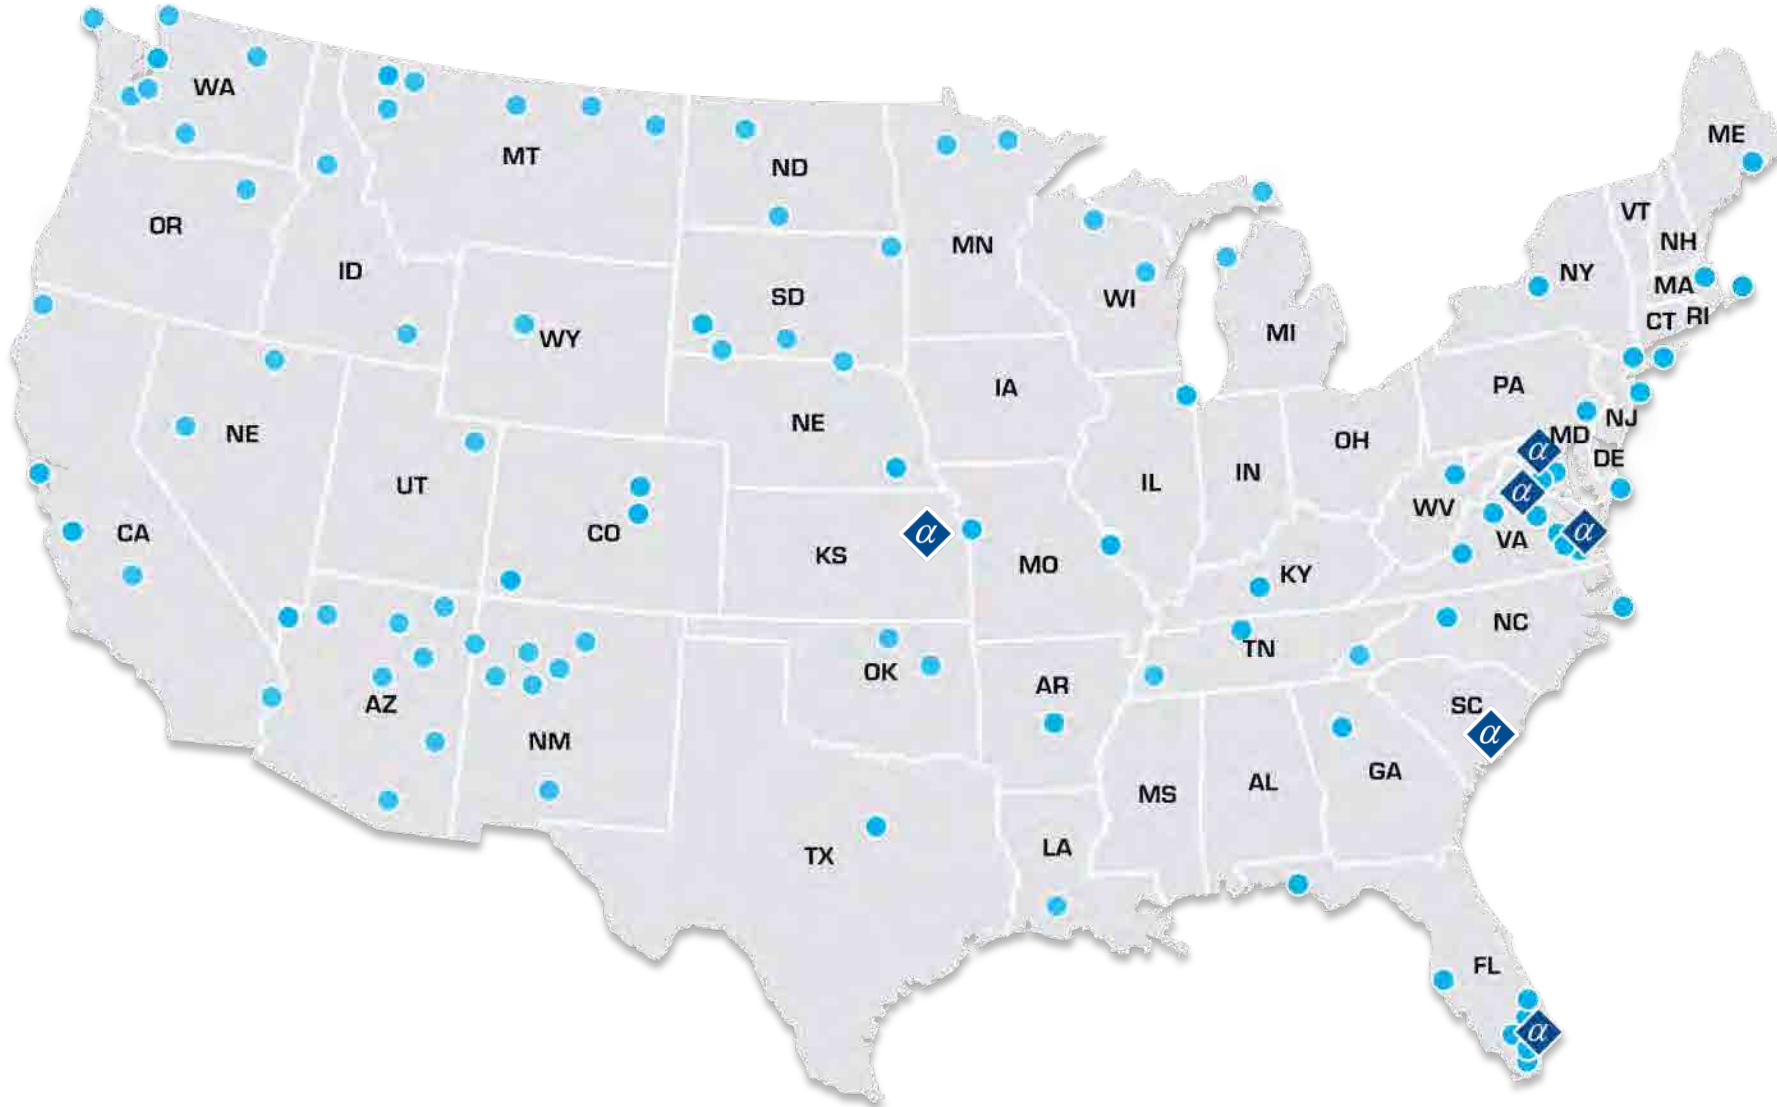 WA
ME
MT
ND
VT
OR
NH
MN
ID
NY
MA
SD
WI
RI
CT
MI
WY
PA
IA
NJ
NE
NE
MD
OH
α
DE
IN
IL
UT
α
WV
CA
CO
α
α
VA
KS
MO
KY
NC
TN
OK
AR
AZ
SC
α
NM
GA
AL
MS
LA
TX
FL
α